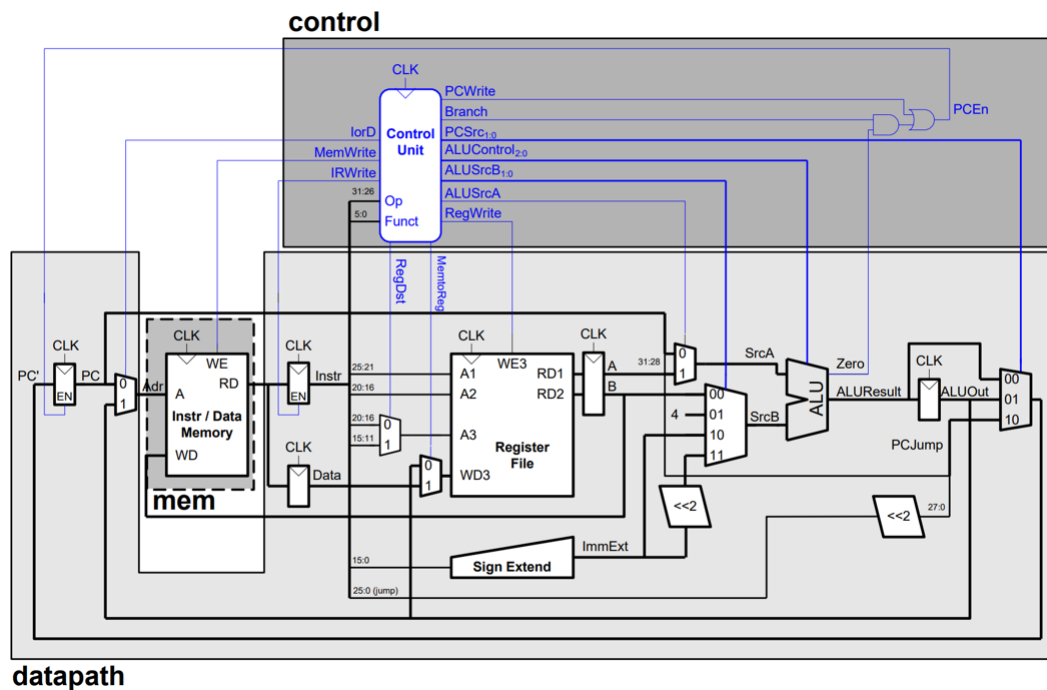 control
CLK
Control
Unit
IorD
MemWrite
IRWrite
31:26
5:0
Op
Funct
PCWrite
Branch
PCSrc1:0
ALUControl2:0
ALUSrcB1:0
ALUSrcA
RegWrite
PCEn
RegDst
MemtoReg
PC'
CLK
EN
PC
0
1
Adr
CLK
WE
A
RD
Instr / Data
Memory
WD
mem
CLK
EN
Instr
CLK
Data
25:21
20:16
20:16
15:11
0
1
0
1
CLK
WE3
A1
RD1
A2
RD2
A3
Register
File
WD3
CLK
A
B
31:28
0
1
SrcA
4
00
01
10
11
SrcB
ALU
Zero
ALUResult
CLK
ALUOut
00
01
10
PCJump
<<2
<<2
27:0
ImmExt
15:0
Sign Extend
25:0 (jump)
datapath